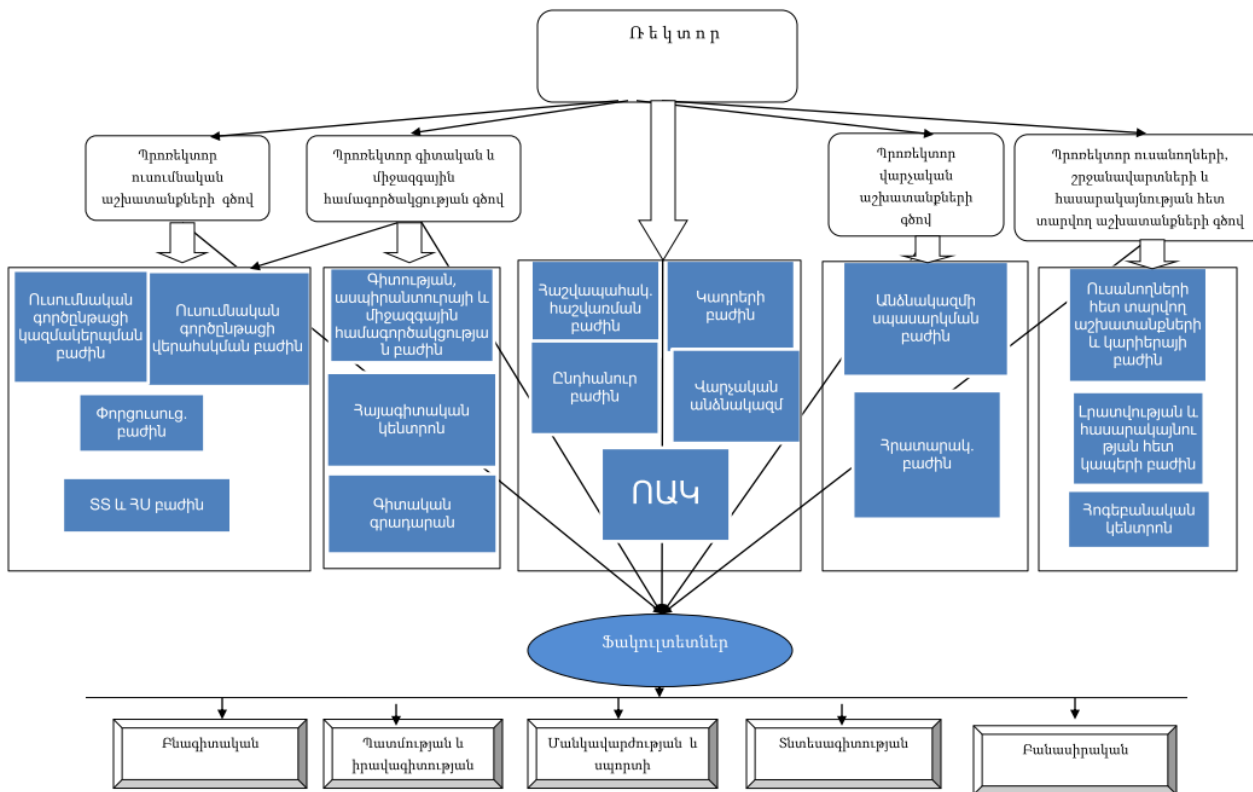 Ռ ե կ տ ո ր
Պրոռեկտոր
ուսումնական
աշխատանքների գծով
Պրոռեկտոր գիտական և
միջազգային
համագործակցության գծով
Պրոռեկտոր
վարչական
աշխատանքների
գծով
Պրոռեկտոր ուսանողների,
շրջանավարտների և
հասարակայնության հետ
տարվող աշխատանքների գծով
Ուսումնական
գործընթացի
կազմակերպման
բաժին
Ուսումնական
գործընթացի
վերահսկման բաժին
Փորցուսուց.
բաժին
ՏՏ և ՀՍ բաժին
Գիտության,
ասպիրանտուրայի և
միջազգային
համագործակցությա
ն բաժին
Հայագիտական
կենտրոն
Գիտական
գրադարան
Հաշվապահակ.
հաշվառման
բաժին
Կադրերի
բաժին
Ընդհանուր
բաժին
Վարչական
անձնակազմ
ՈԱԿ
Անձնակազմի
սպասարկման
բաժին
Հրատարակ.
բաժին
Ուսանողների
հետ տարվող
աշխատանքների
և կարիերայի
բաժին
Լրատվության և
հասարակայնու
թյան հետ
կապերի բաժին
Հոգեբանական
կենտրոն
Ֆակուլտետներ
Բնագիտական
Պատմության և
իրավագիտության
Մանկավարժության և
սպորտի
Տնտեսագիտության
Բանասիրական